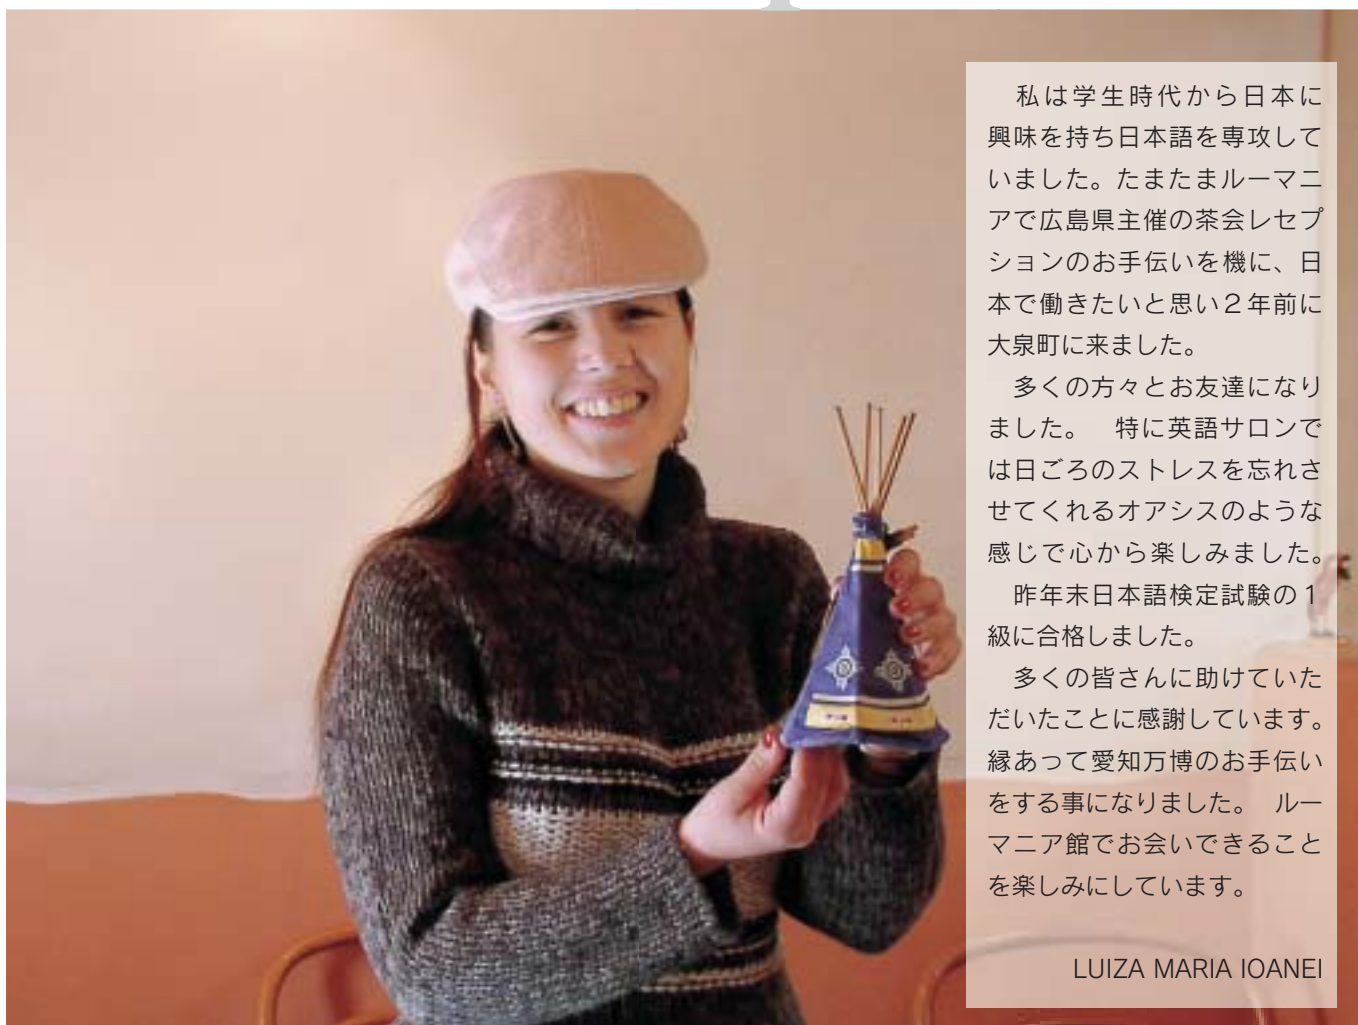 私は学生時代から日本に
興味を持ち日本語を専攻して
いました。たまたまルーマニ
アで広島県主催の茶会レセプ
ションのお手伝いを機に、日
本で働きたいと思い２年前に
大泉町に来ました。
多くの方々とお友達になり
ました。　特に英語サロンで
は日ごろのストレスを忘れさ
せてくれるオアシスのような
感じで心から楽しみました。
昨年末日本語検定試験の１
級に合格しました。
多くの皆さんに助けていた
だいたことに感謝しています。
縁あって愛知万博のお手伝い
をする事になりました。　ルー
マニア館でお会いできること
を楽しみにしています。
LUIZA MARIA IOANEI